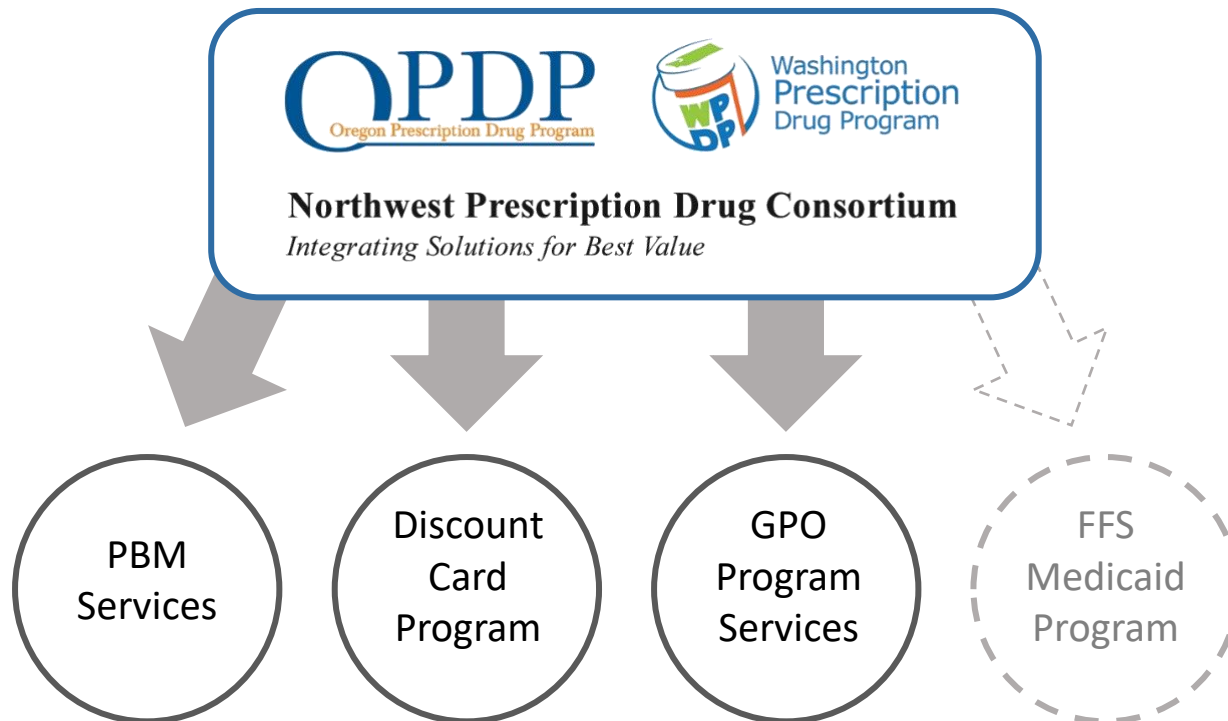 OPDP
Oregon Prescription Drug Program
WPDP
Washington
Prescription
Drug Program
Northwest Prescription Drug Consortium
Integrating Solutions for Best Value
PBM
Services
Discount
Card
Program
GPO
Program
Services
FFS
Medicaid
Program